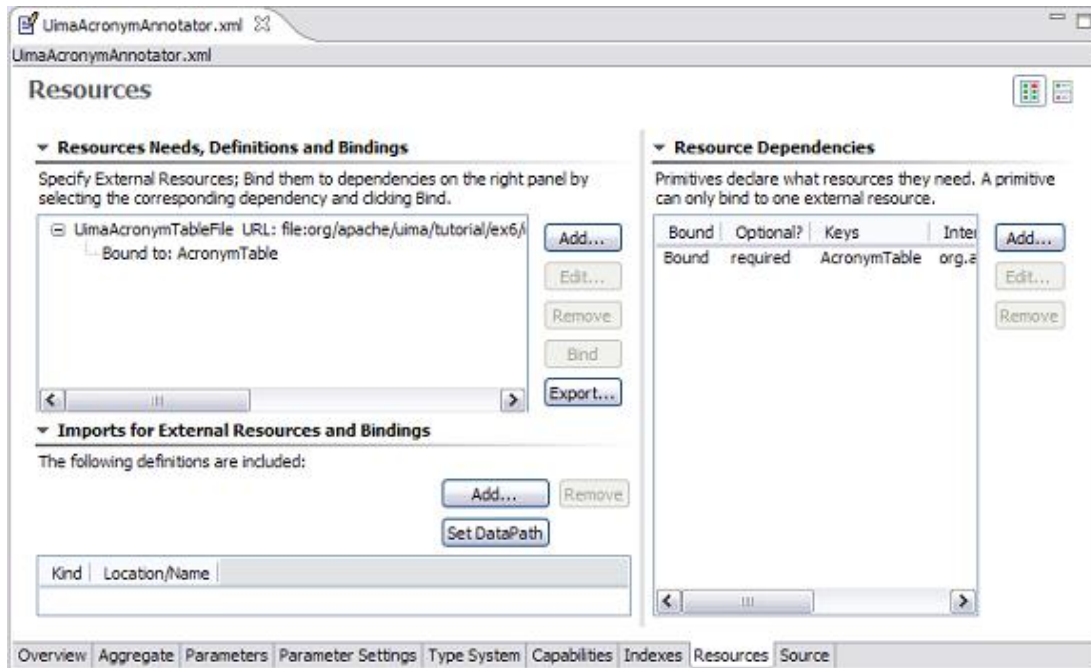 UimaAcronymAnnotator.xml
UimaAcronymAnnotator.xml
Resources
Resources Needs, Definitions and Bindings
Specify External Resources; Bind them to dependencies on the right panel by
selecting the corresponding dependency and clicking Bind.
UimaAcronymTableFile URL: file:org/apache/uima/tutorial/ex6/
Bound to: AcronymTable
Add...
Edit...
Remove
Bind
Export...
Imports for External Resources and Bindings
The following definitions are included:
Add... Remove
Set DataPath
Kind Location/Name
Resource Dependencies
Primitives declare what resources they need. A primitive
can only bind to one external resource.
Bound Optional? Keys Inter
Bound required AcronymTable org.a
Add...
Edit...
Remove
Overview Aggregate Parameters Parameter Settings Type System Capabilities Indexes Resources Source